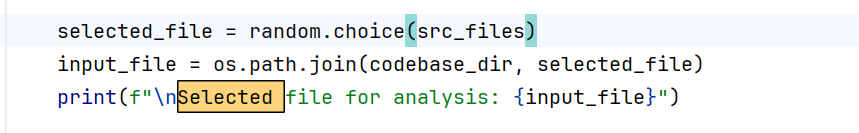 selected_file = random.choice(src_files)
input_file = os.path.join(codebase_dir, selected_file)
print(f"\nSelected file for analysis: {input_file}")